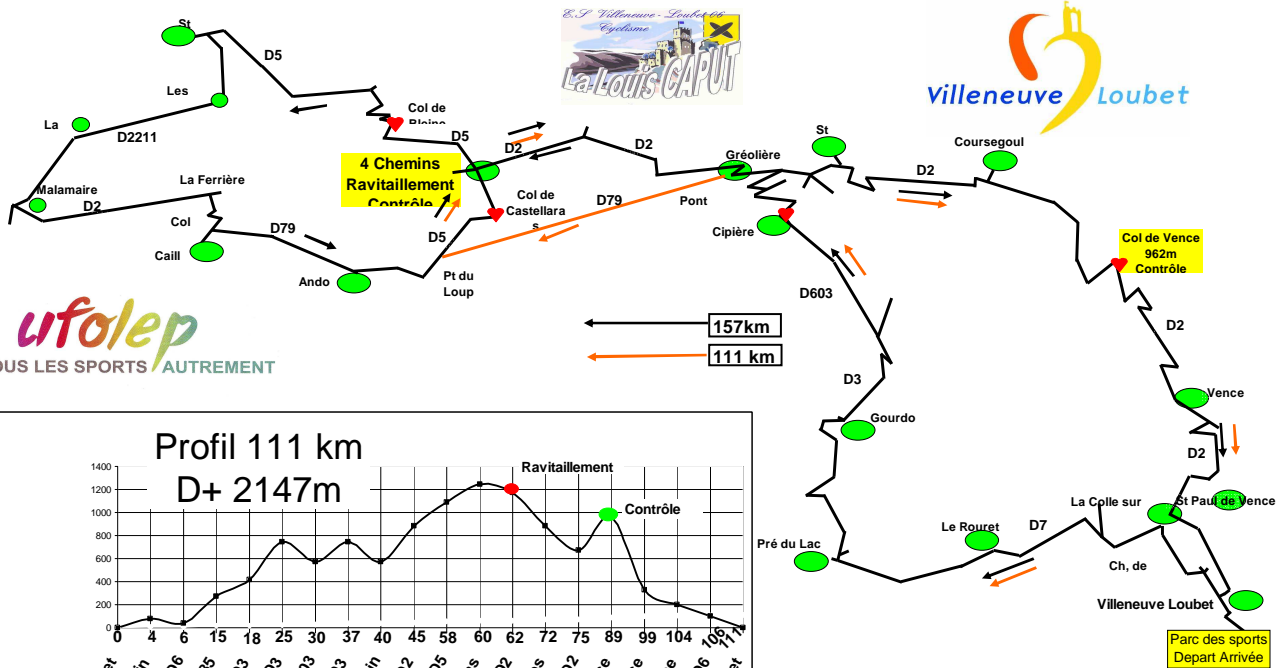 E.S Villeneuve - Loubet 06
Cyclisme
La Louis CAPUT
Villeneuve Loubet
St
D5
Les
La
D2211
Col de
Bleine
D5
4 Chemins
Ravitaillement
Contrôle
D2
D2
Gréolière
St
D2
Coursegoul
Malamaire
D2
La Ferrière
Col
Caill
D79
Ando
D5
Pt du
Loup
Col de
Castellara
s
D79
Pont
Cipière
D603
Col de Vence
962m
Contrôle
D2
ufolep
TOUS LES SPORTS AUTREMENT
157km
111 km
D3
Gourdo
Vence
D2
La Colle sur
St Paul de Vence
Le Rouret
D7
Pré du Lac
Ch, de
Villeneuve Loubet
Parc des sports
Depart Arrivée
Profil 111 km
D+ 2147m
Ravitaillement
Contrôle
1400
1200
1000
800
600
400
200
0
0 4 6 15 18 25 30 37 40 45 58 60 62 72 75 89 99 104 106 111